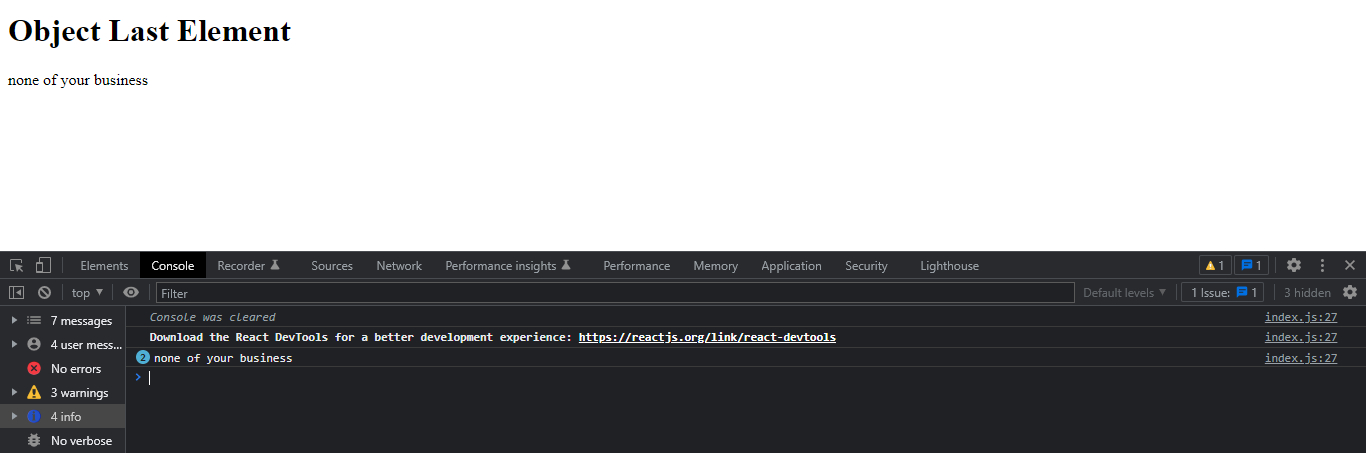 Object Last Element
none of your business
Elements Console Recorder Sources Network Performance insights Performance Memory Application Security Lighthouse 1 1
top Filter Default levels 1 Issue: 1 3 hidden
7 messages
4 user mess...
No errors
3 warnings
4 info
No verbose
Console was cleared index.js:27
Download the React DevTools for a better development experience: https://reactjs.org/link/react-devtools index.js:27
2 none of your business index.js:27
>